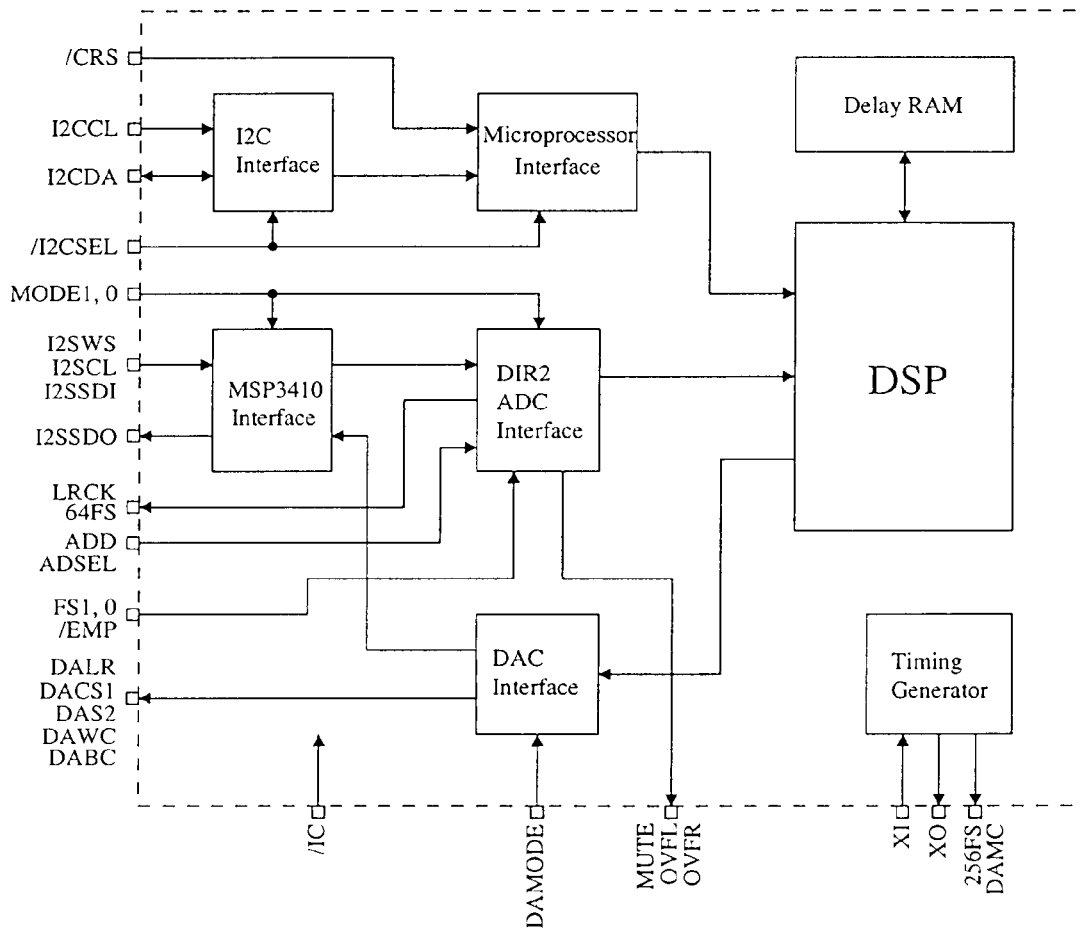 /CRS
I2CCL
I2CDA
/I2CSEL
MODE1, 0
I2SWS
I2SCL
I2SSDI
I2SSDO
LRCK
64FS
ADD
ADSEL
FS1, 0
/EMP
DALR
DACS1
DAS2
DAWC
DABC
I2C
Interface
Microprocessor
Interface
Delay RAM
MSP3410
Interface
DIR2
ADC
Interface
DSP
DAC
Interface
Timing
Generator
/IC
DAMODE
MUTE
OVFL
OVFR
XI
XO
256FS
DAMC